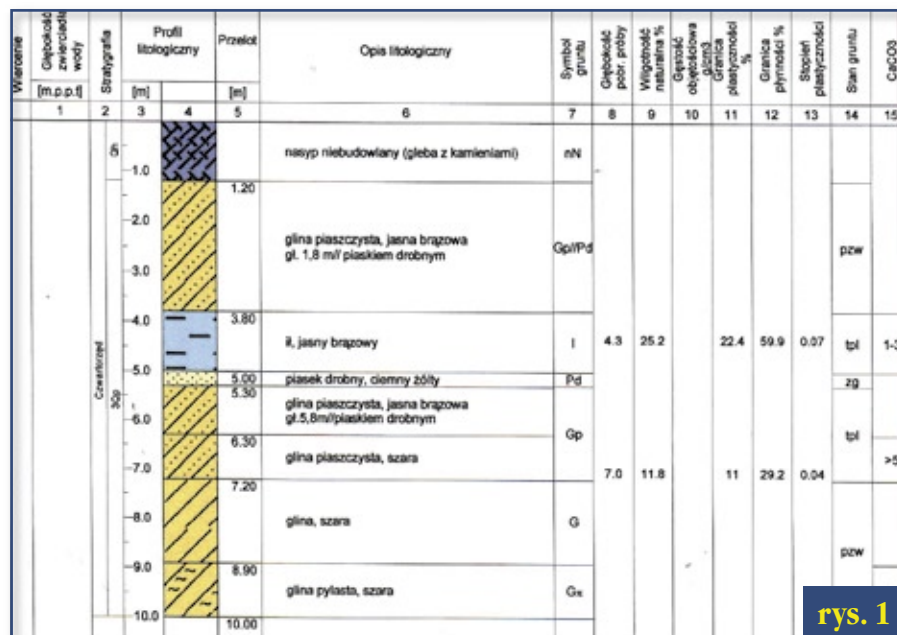 Wiercenie
Głębokość zwierciadła wody
[m.p.p.t]
Stratygrafia
Profil litologiczny
[m]
Przelot
[m]
Opis litologiczny
Symbol gruntu
Głębokość pobr. próby
Wilgotność naturalna %
Gęstość objętościowa g/cm3
Granica plastyczności %
Granica płynności %
Stopień plastyczności
Stan gruntu
CaCO3
1 2 3 4 5 6 7 8 9 10 11 12 13 14 15
nasyp niebudowlany (gleba z kamieniami) nN
1.0
1.20
2.0
glina piaszczysta, jasna brązowa
gł. 1,8 m// piaskiem drobnym
Gp//Pd
pzw
3.0
3.80
4.0
ił, jasny brązowy I 4.3 25.2 22.4 59.9 0.07 tpl 1-3
5.0
5.00
piasek drobny, ciemny żółty Pd zg
5.30
glina piaszczysta, jasna brązowa
gł.5,8m//piaskiem drobnym
6.0
Gp
tpl
6.30
glina piaszczysta, szara
>5
7.0
7.0 11.8 11 29.2 0.04
7.20
glina, szara G
8.0
pzw
8.90
9.0
glina pylasta, szara Gπ
10.0
10.00
Czwartorzęd
rys. 1